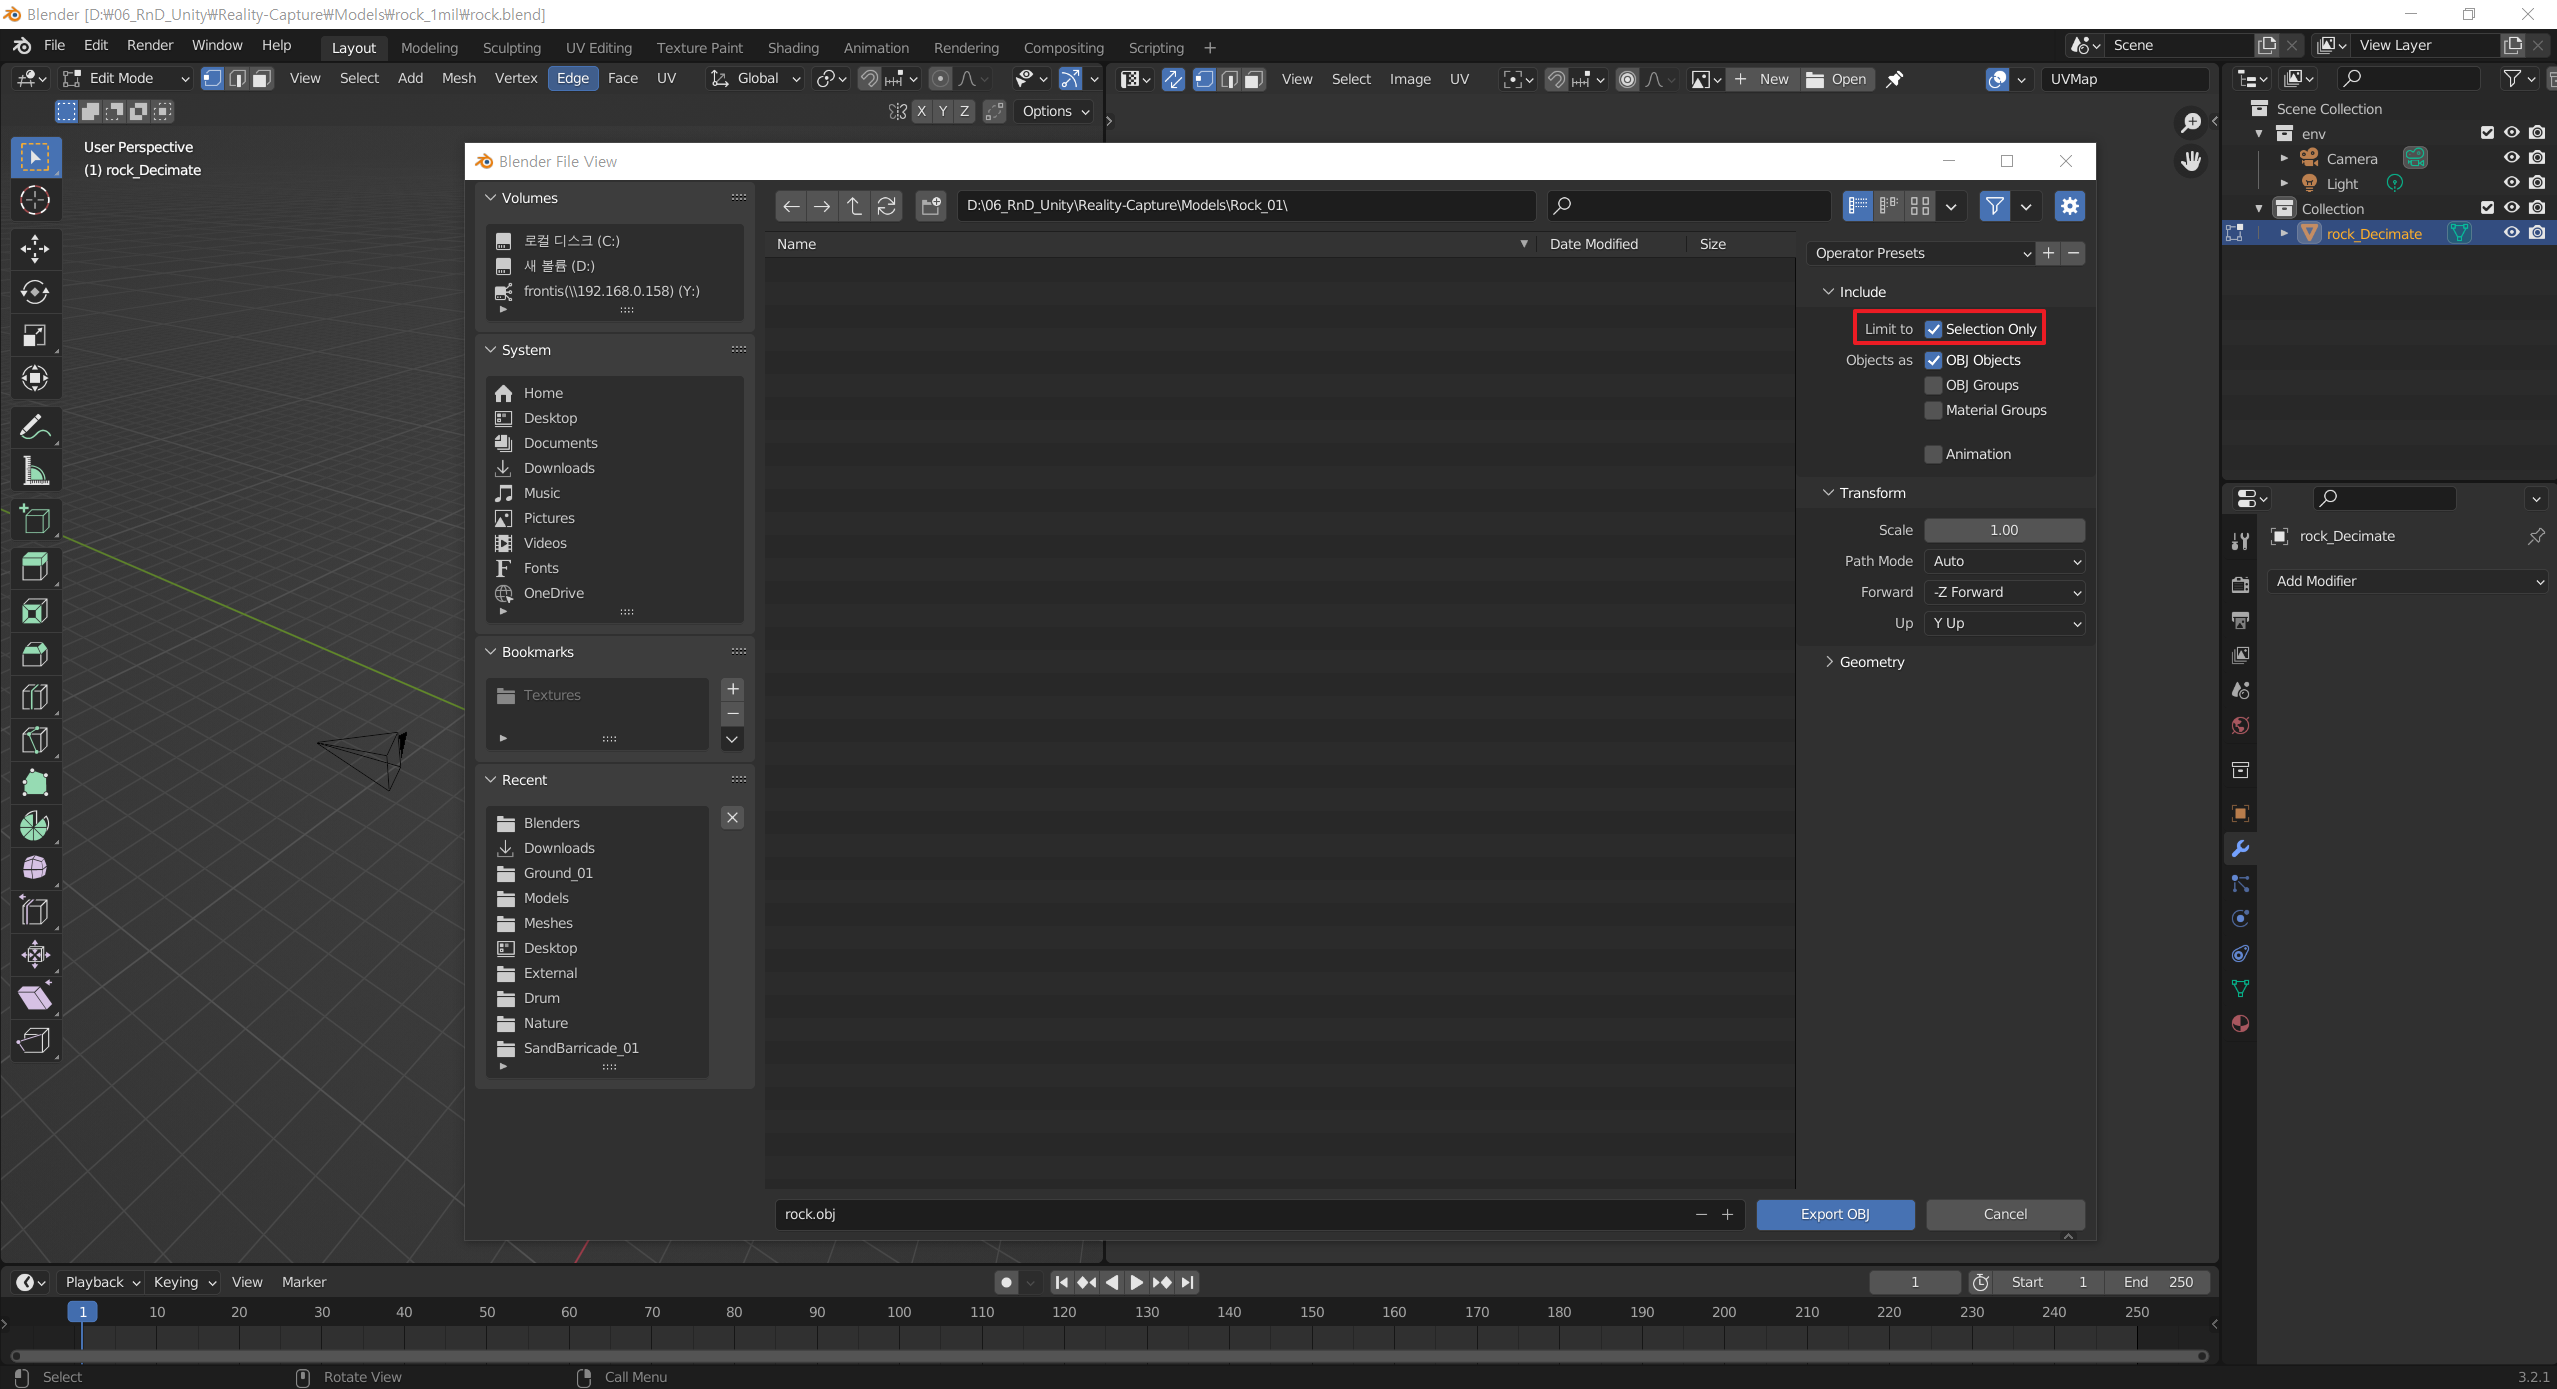 Blender [D:₩06_RnD_Unity₩Reality-Capture₩Models₩rock_1mil₩rock.blend]
File Edit Render Window Help Layout Modeling Sculpting UV Editing Texture Paint Shading Animation Rendering Compositing Scripting + Scene View Layer
Edit Mode View Select Add Mesh Vertex Edge Face UV Global View Select Image UV + New Open UVMap
X Y Z Options
User Perspective
(1) rock_Decimate
Scene Collection
env
Camera
Light
Collection
rock_Decimate
Blender File View
Volumes
로컬 디스크 (C:)
새 볼륨 (D:)
frontis(\\192.168.0.158) (Y:)
System
Home
Desktop
Documents
Downloads
Music
Pictures
Videos
Fonts
OneDrive
Bookmarks
Textures
Recent
Blenders
Downloads
Ground_01
Models
Meshes
Desktop
External
Drum
Nature
SandBarricade_01
D:\06_RnD_Unity\Reality-Capture\Models\Rock_01\
Name Date Modified Size
Operator Presets
Include
Limit to Selection Only
Objects as OBJ Objects
OBJ Groups
Material Groups
Animation
Transform
Scale 1.00
Path Mode Auto
Forward -Z Forward
Up Y Up
Geometry
rock.obj Export OBJ Cancel
rock_Decimate
Add Modifier
Playback Keying View Marker 1 Start 1 End 250
1 10 20 30 40 50 60 70 80 90 100 110 120 130 140 150 160 170 180 190 200 210 220 230 240 250
Select Rotate View Call Menu 3.2.1